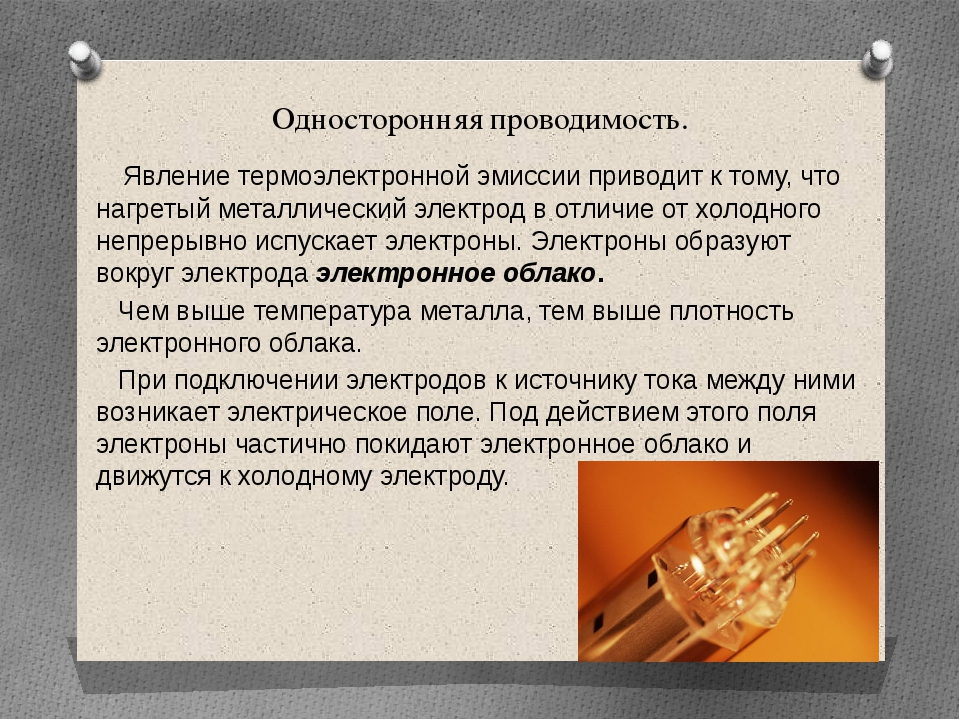 Односторонняя проводимость.
Явление термоэлектронной эмиссии приводит к тому, что
нагретый металлический электрод в отличие от холодного
непрерывно испускает электроны. Электроны образуют
вокруг электрода электронное облако.
Чем выше температура металла, тем выше плотность
электронного облака.
При подключении электродов к источнику тока между ними
возникает электрическое поле. Под действием этого поля
электроны частично покидают электронное облако и
движутся к холодному электроду.